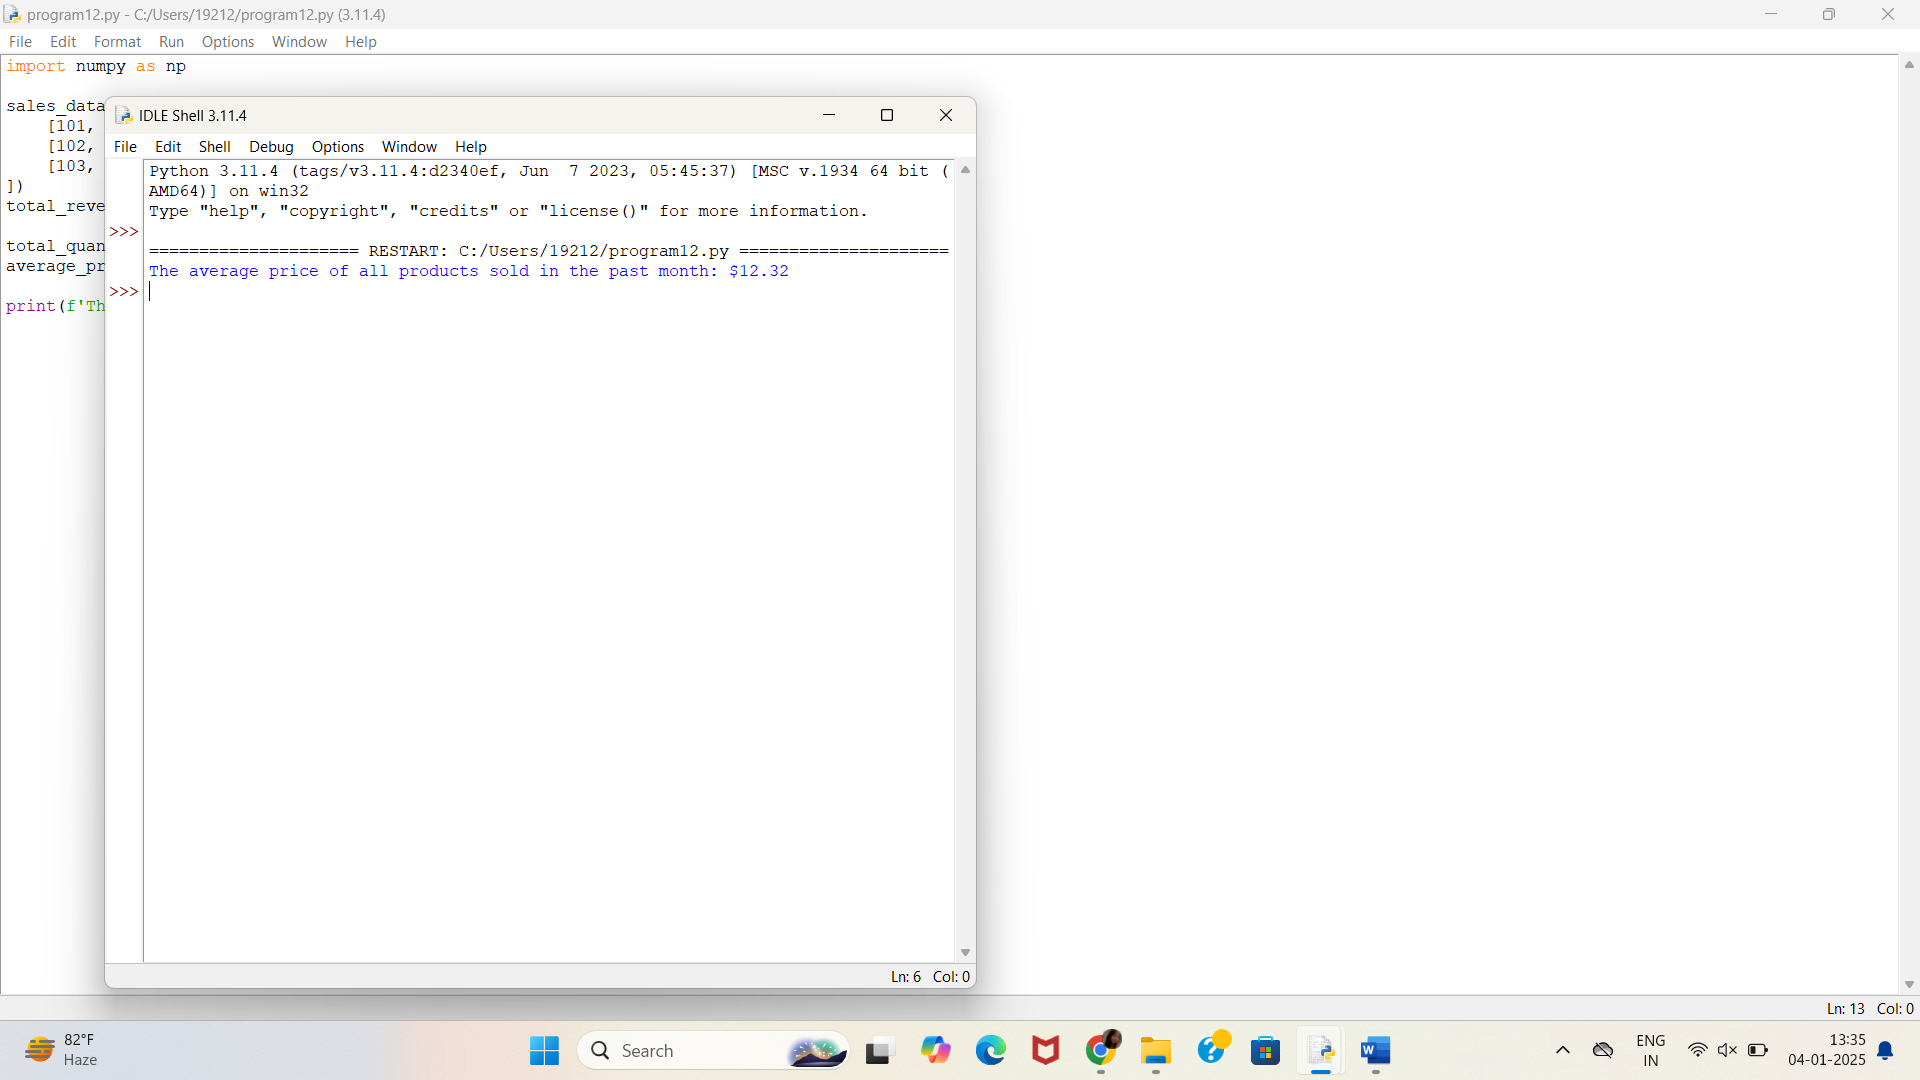 program12.py - C:/Users/19212/program12.py (3.11.4)
File Edit Format Run Options Window Help
import numpy as np
sales_data
[101,
[102,
[103,
])
total_reve
total_quan
average_pr
print(f'Th
IDLE Shell 3.11.4
File Edit Shell Debug Options Window Help
Python 3.11.4 (tags/v3.11.4:d2340ef, Jun  7 2023, 05:45:37) [MSC v.1934 64 bit (
AMD64)] on win32
Type "help", "copyright", "credits" or "license()" for more information.
>>>
===================== RESTART: C:/Users/19212/program12.py =====================
The average price of all products sold in the past month: $12.32
>>>
Ln: 6 Col: 0
Ln: 13 Col: 0
82°F
Haze
Search
ENG
IN
13:35
04-01-2025